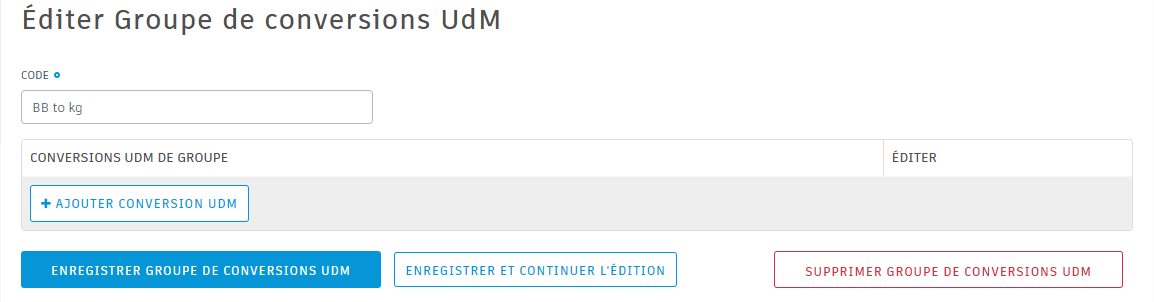 Éditer Groupe de conversions UdM
CODE
BB to kg
CONVERSIONS UDM DE GROUPE ÉDITER
+ AJOUTER CONVERSION UDM
ENREGISTRER GROUPE DE CONVERSIONS UDM ENREGISTRER ET CONTINUER L'ÉDITION SUPPRIMER GROUPE DE CONVERSIONS UDM